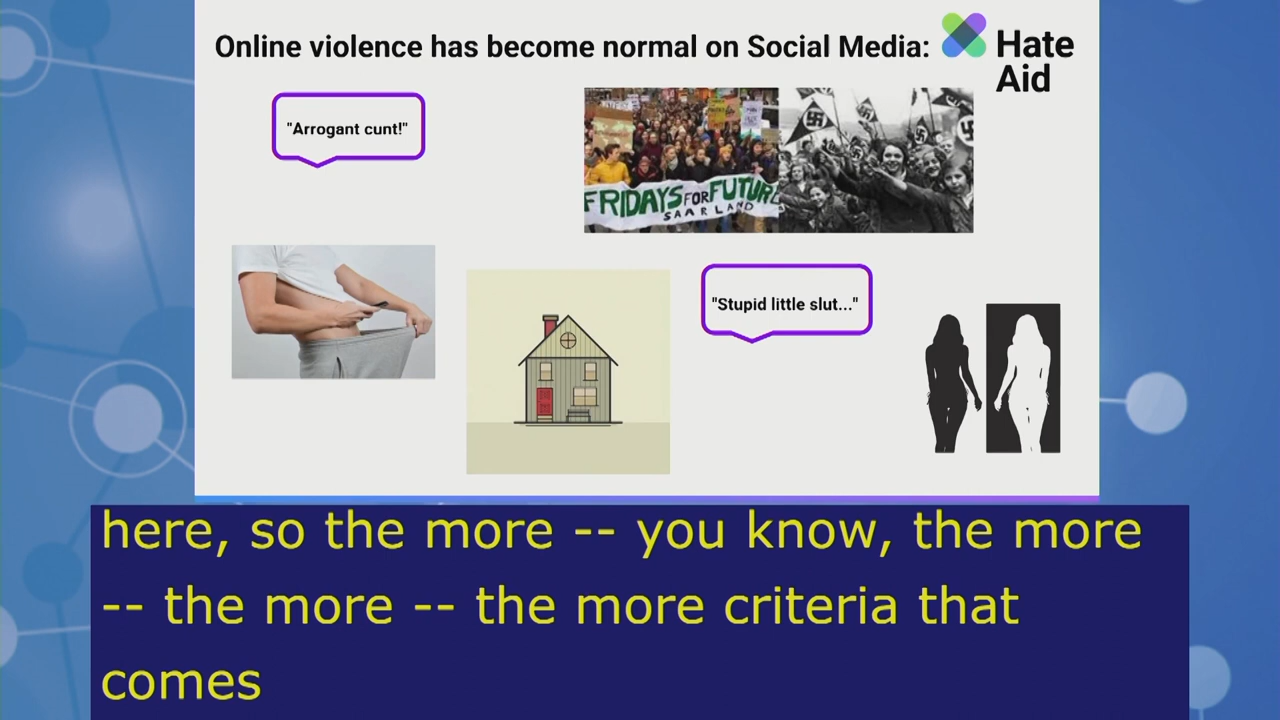 Online violence has become normal on Social Media:
Hate
Aid
"Arrogant cunt!"
FRIDAYS FOR FUTURE
SAARLAND
"Stupid little slut..."
here, so the more -- you know, the more
-- the more -- the more criteria that
comes